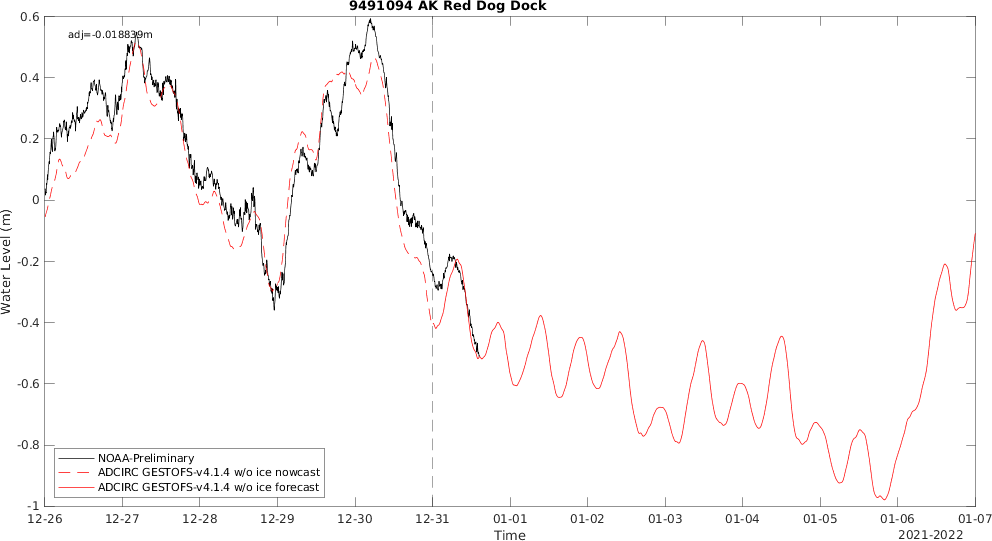 9491094 AK Red Dog Dock
adj=-0.018839m
0.6
0.4
0.2
0
-0.2
-0.4
-0.6
-0.8
-1
Water Level (m)
NOAA-Preliminary
ADCIRC GESTOFS-v4.1.4 w/o ice nowcast
ADCIRC GESTOFS-v4.1.4 w/o ice forecast
12-26 12-27 12-28 12-29 12-30 12-31 01-01 01-02 01-03 01-04 01-05 01-06 01-07
Time
2021-2022